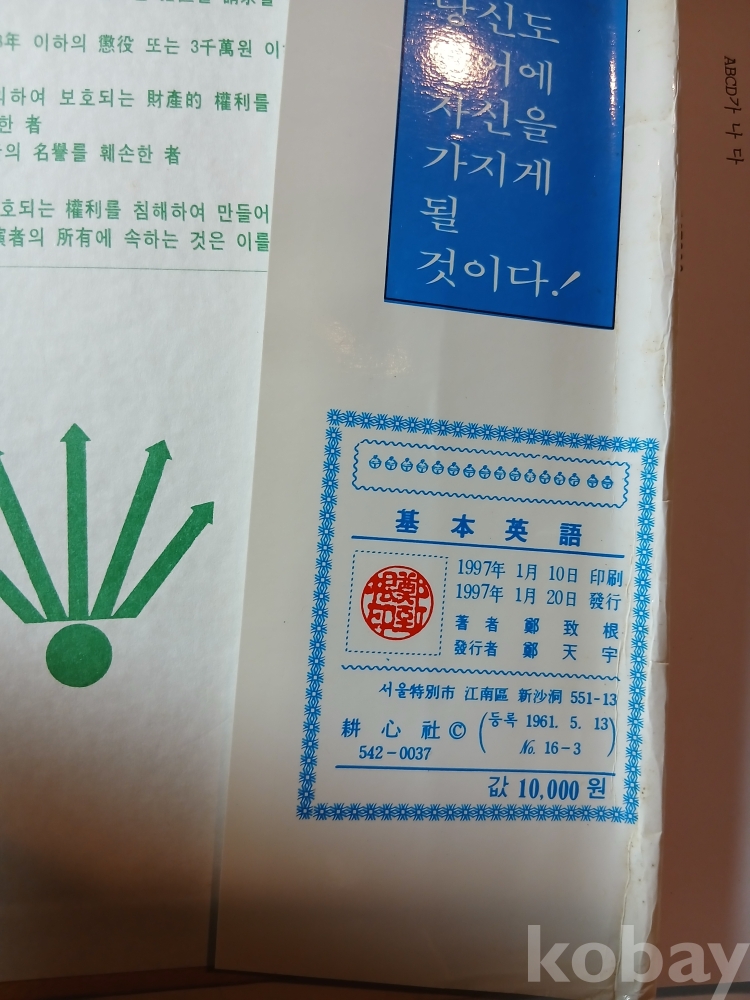 3年 이하의 懲役 또는 3千萬원 이
의하여 보호되는 財產的 權利를
한 者
의 名譽를 훼손한 者
호되는 權利를 침해하여 만들어
者의 所有에 속하는 것은 이를
당신도
어에
자신을
가지게
될
것이다!
ABCD가 나 다
基本英語
1997年 1月 10日 印刷
1997年 1月 20日 發行
著者 鄭致根
發行者 鄭天宇
서울特別市 江南區 新沙洞 551-13
耕心社 © (등록 1961. 5. 13)
542-0037 No. 16-3
값 10,000 원
kobay